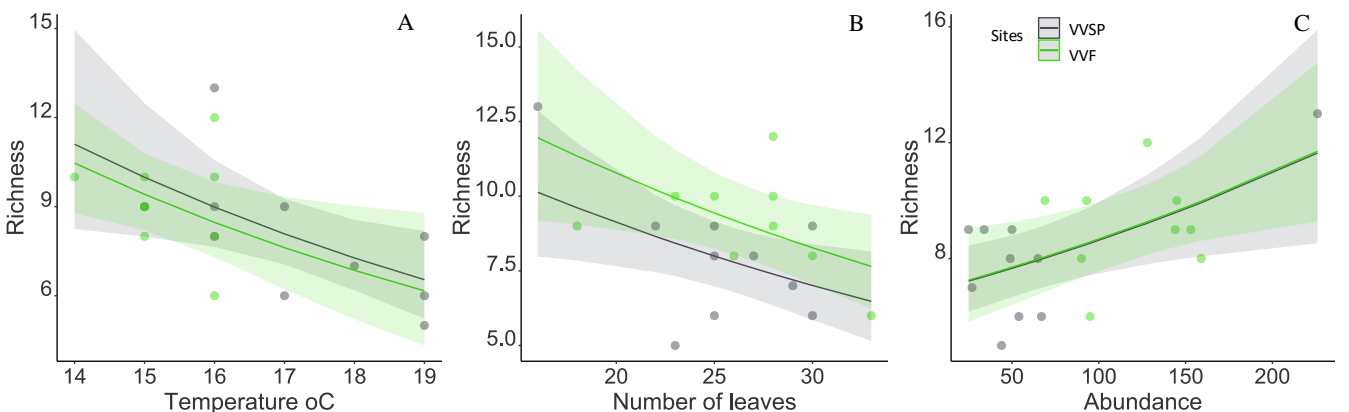 A
15
12
9
6
Richness
14 15 16 17 18 19
Temperature oC
B
15.0
12.5
10.0
7.5
5.0
Richness
20 25 30
Number of leaves
C
Sites VVSP
VVF
16
12
8
Richness
50 100 150 200
Abundance